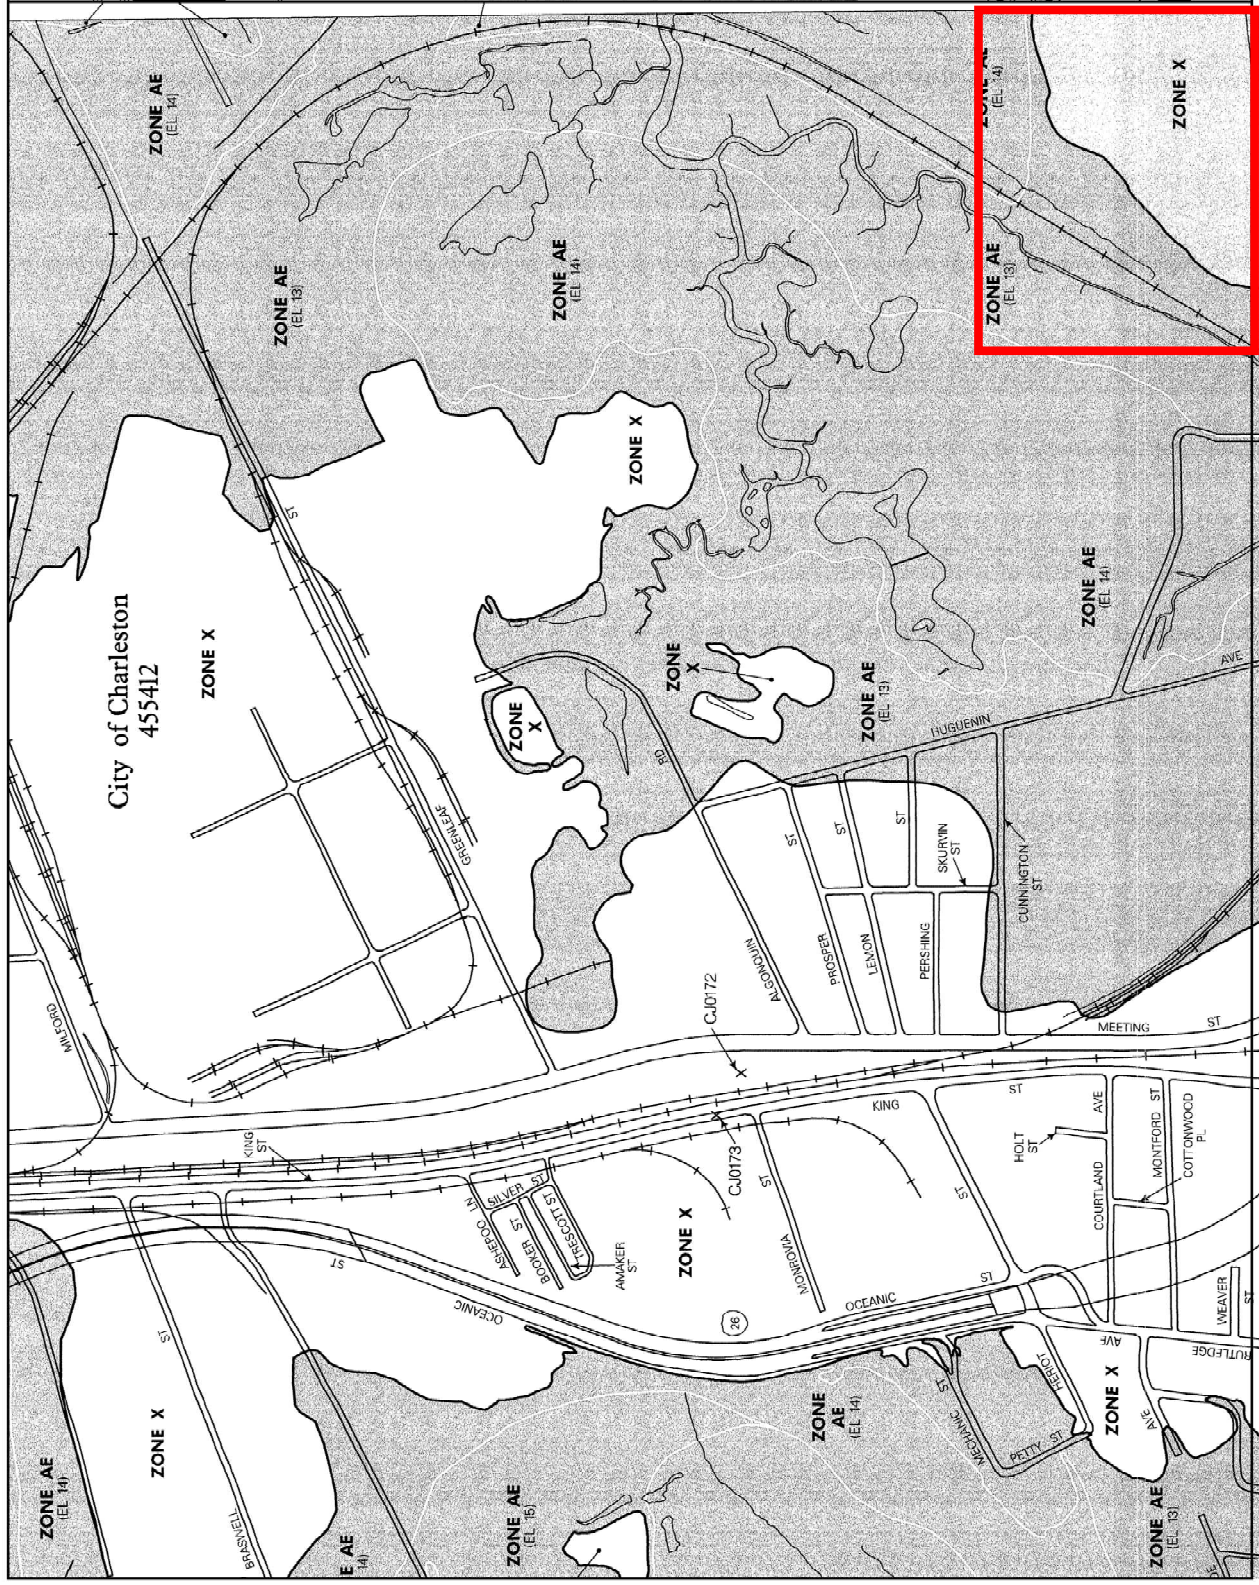 ZONE AE
(EL 14)
ZONE AE
(EL 4)
ZONE X
ZONE AE
(EL 13)
ZONE AE
(EL 14)
ZONE AE
(EL 13)
ZONE X
ST
ZONE AE
(EL 14)
City of Charleston
455412
ZONE X
ZONE
X
ZONE
X
ZONE AE
(EL 13)
AVE
HUGUENIN
RD
GREENLEAF
ST
ST
ST
SKURVIN
ST
CUNNINGTON
ST
ALGONQUIN
PROSPER
LEMON
PERSHING
MILFORD
CJ0172
MEETING
ST
KING
ST
KING
ST
AVE
HOLT
ST
MONTFORD ST
COTTONWOOD
PL
CJ0173
ST
ST
COURTLAND
ASHEPOO LN
SILVER ST
BOOKER ST
TRESCOTT ST
AMAKER
ST
ZONE X
MONROVIA
ST
OCEANIC
OCEANIC
ST
26
WEAVER
ST
RUTLEDGE
AVE
HERIOT
ST
ZONE X
BRASWELL
ZONE X
ZONE
AE
(EL 14)
MECHANIC
ST
PETTY ST
AVE
ZONE AE
(EL 14)
E AE
14)
ZONE AE
(EL 15)
ZONE AE
(EL 13)